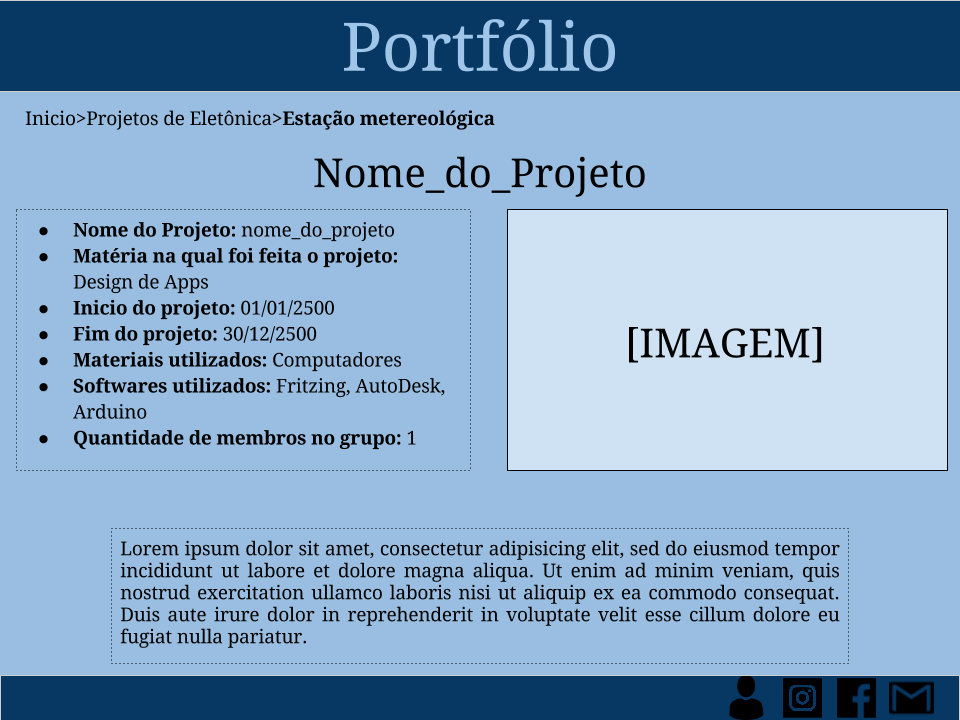 Portfólio
Inicio>Projetos de Eletônica>Estação metereológica
Nome_do_Projeto
● Nome do Projeto: nome_do_projeto
● Matéria na qual foi feita o projeto:
Design de Apps
● Inicio do projeto: 01/01/2500
● Fim do projeto: 30/12/2500
● Materiais utilizados: Computadores
● Softwares utilizados: Fritzing, AutoDesk,
Arduino
● Quantidade de membros no grupo: 1
[IMAGEM]
Lorem ipsum dolor sit amet, consectetur adipisicing elit, sed do eiusmod tempor
incididunt ut labore et dolore magna aliqua. Ut enim ad minim veniam, quis
nostrud exercitation ullamco laboris nisi ut aliquip ex ea commodo consequat.
Duis aute irure dolor in reprehenderit in voluptate velit esse cillum dolore eu
fugiat nulla pariatur.